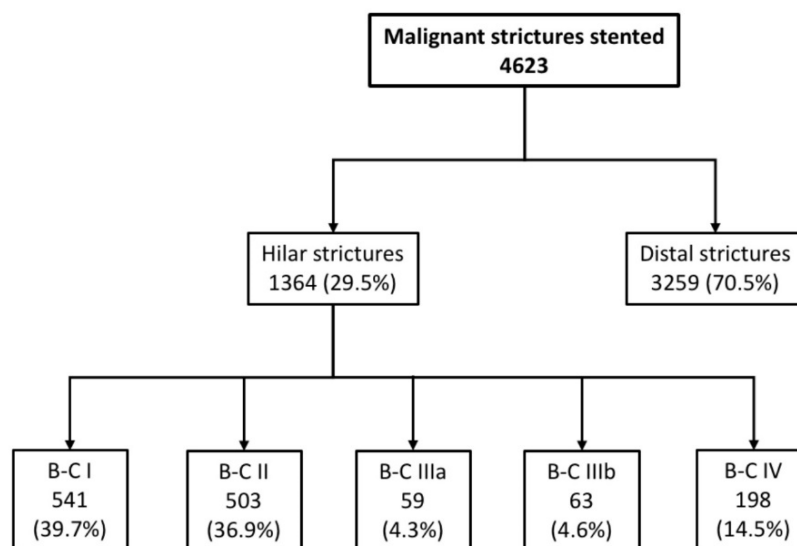 Malignant strictures stented
4623
Hilar strictures
1364 (29.5%)
Distal strictures
3259 (70.5%)
B-C I
541
(39.7%)
B-C II
503
(36.9%)
B-C IIIa
59
(4.3%)
B-C IIIb
63
(4.6%)
B-C IV
198
(14.5%)